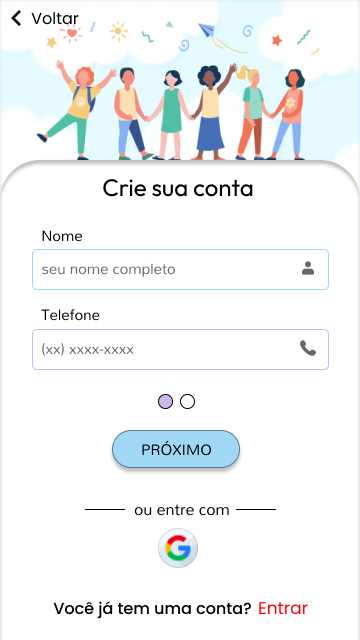 Voltar
Crie sua conta
Nome
seu nome completo
Telefone
(xx) xxxx-xxxx
PRÓXIMO
ou entre com
Você já tem uma conta? Entrar